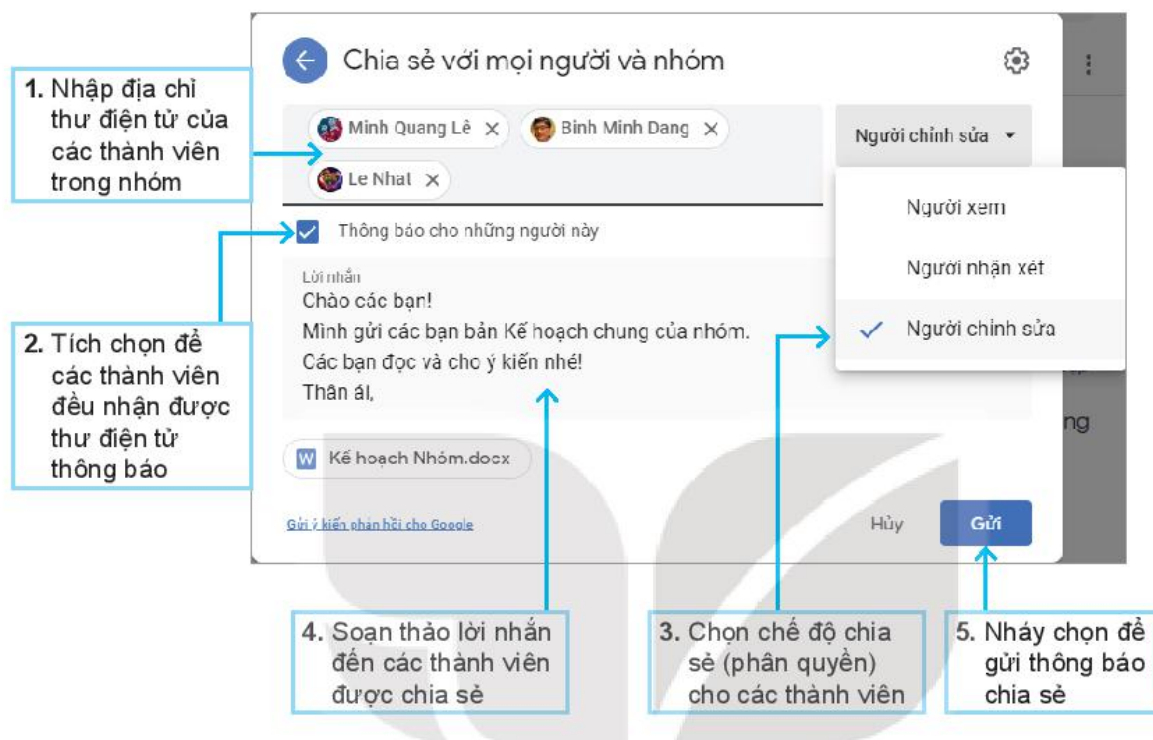 Chia sẻ với mọi người và nhóm
1. Nhập địa chỉ
thư điện tử của
các thành viên
trong nhóm
Minh Quang Lê
Binh Minh Dang
Le Nhat
Người chỉnh sửa
Người xem
Người nhận xét
Người chỉnh sửa
Thông báo cho những người này
Lời nhắn
Chào các bạn!
Mình gửi các bạn bản Kế hoạch chung của nhóm.
Các bạn đọc và cho ý kiến nhé!
Thân ái,
2. Tích chọn để
các thành viên
đều nhận được
thư điện tử
thông báo
ng
W Kế hoạch Nhóm.docx
Gửi ý kiến phản hồi cho Google
Hủy
Gửi
4. Soạn thảo lời nhắn
đến các thành viên
được chia sẻ
3. Chọn chế độ chia
sẻ (phân quyền)
cho các thành viên
5. Nháy chọn để
gửi thông báo
chia sẻ